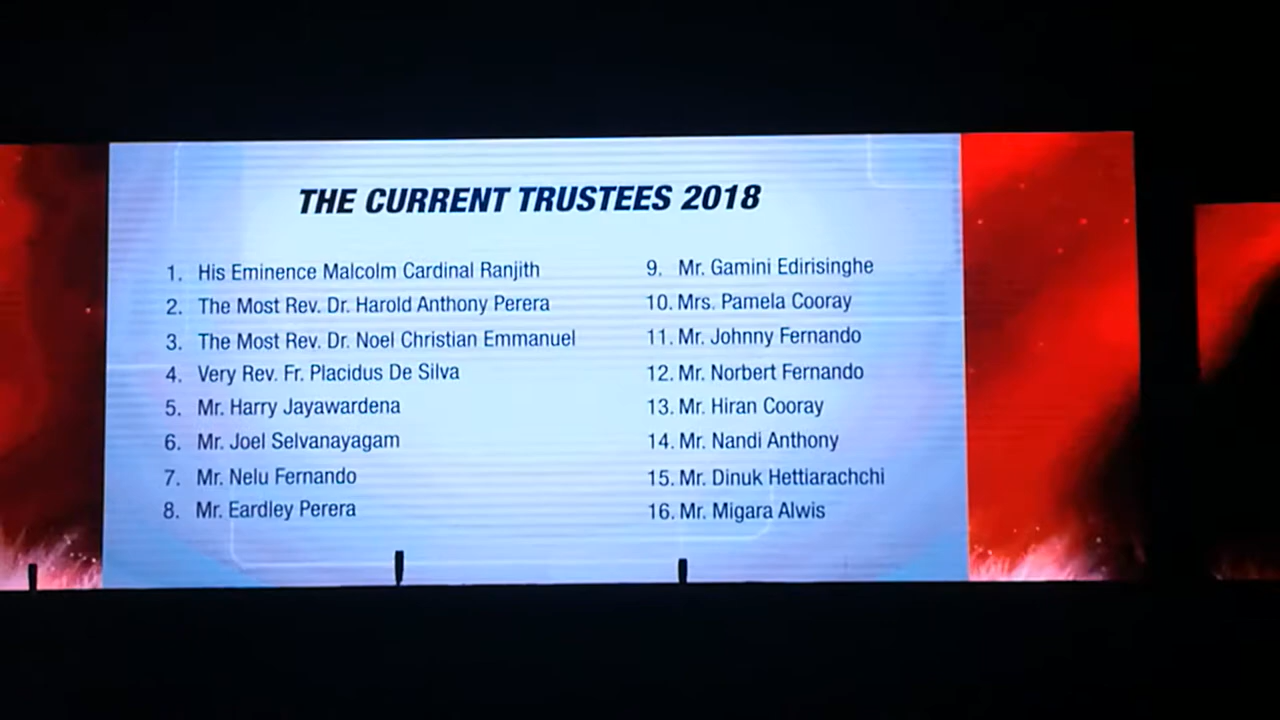 THE CURRENT TRUSTEES 2018
1. His Eminence Malcolm Cardinal Ranjith
2. The Most Rev. Dr. Harold Anthony Perera
3. The Most Rev. Dr. Noel Christian Emmanuel
4. Very Rev. Fr. Placidus De Silva
5. Mr. Harry Jayawardena
6. Mr. Joel Selvanayagam
7. Mr. Nelu Fernando
8. Mr. Eardley Perera
9. Mr. Gamini Edirisinghe
10. Mrs. Pamela Cooray
11. Mr. Johnny Fernando
12. Mr. Norbert Fernando
13. Mr. Hiran Cooray
14. Mr. Nandi Anthony
15. Mr. Dinuk Hettiarachchi
16. Mr. Migara Alwis